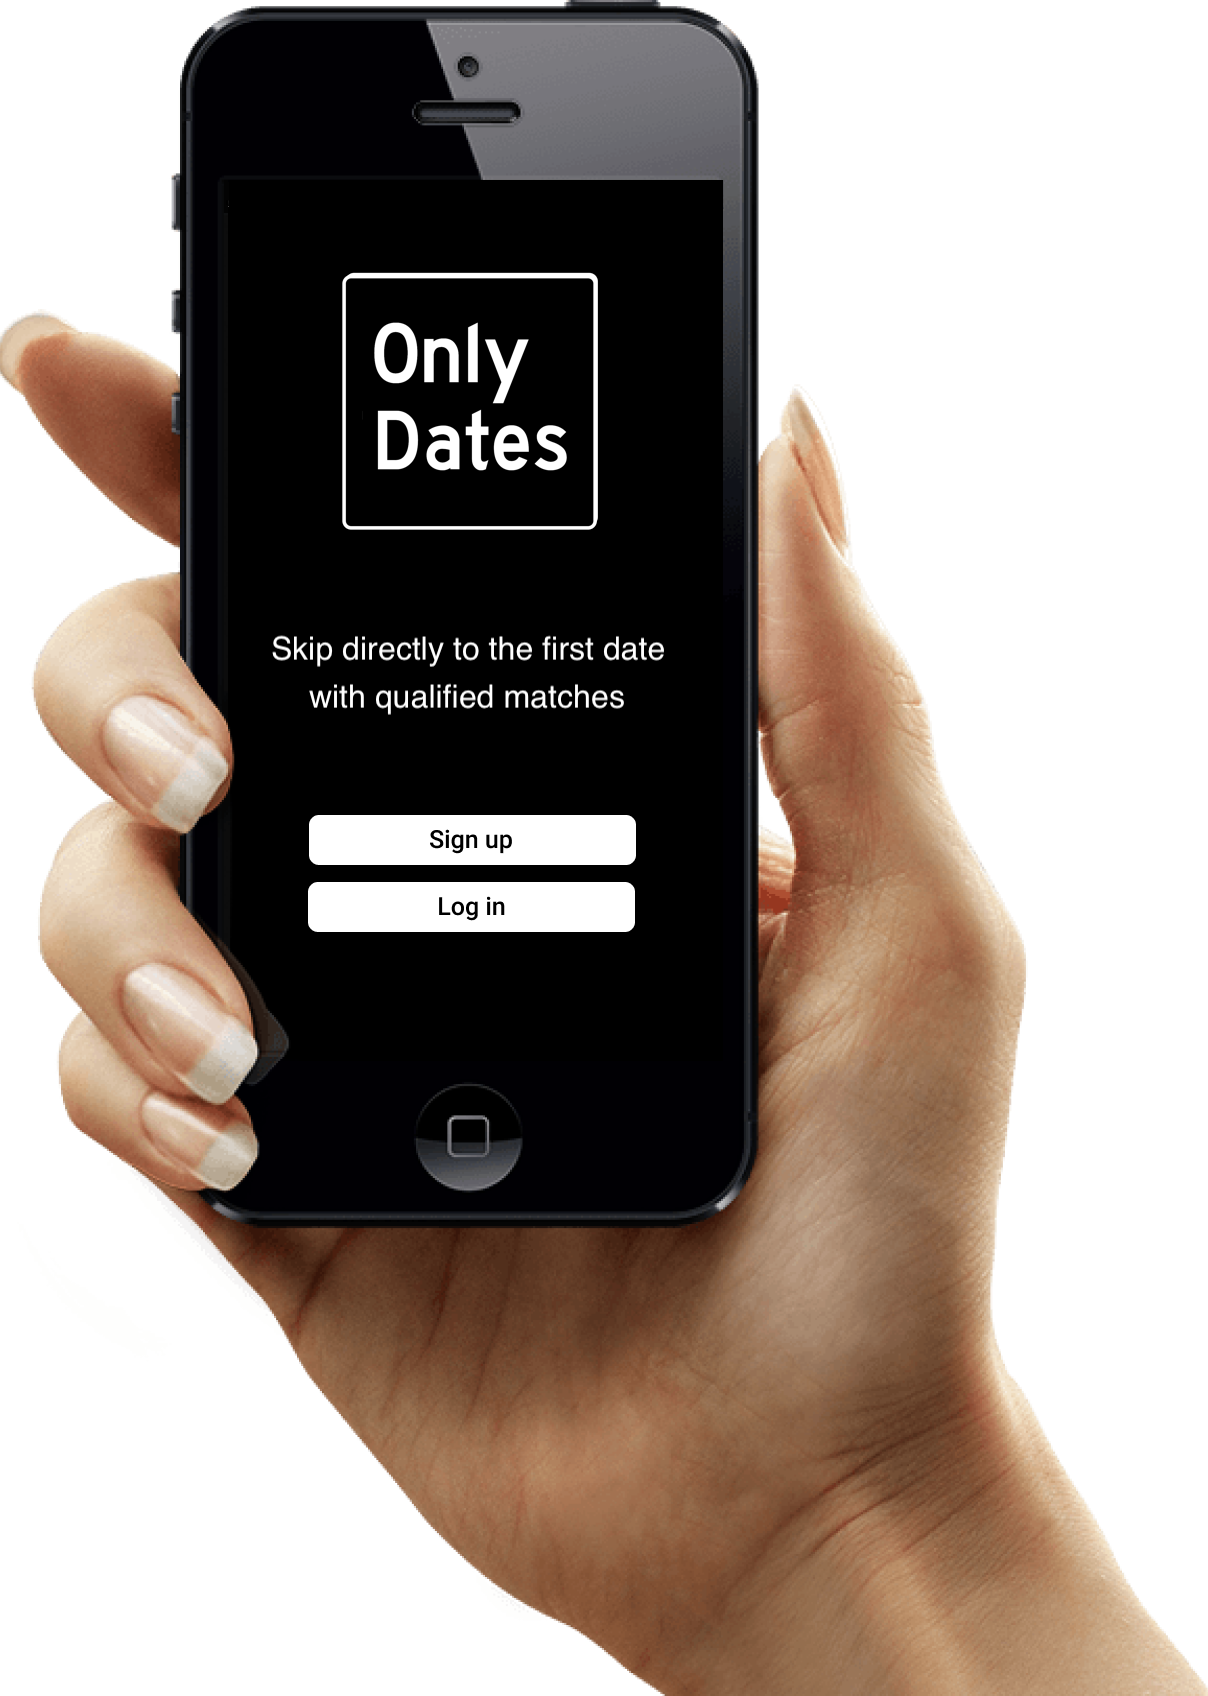 Only
Dates
Skip directly to the first date
with qualified matches
Sign up
Log in